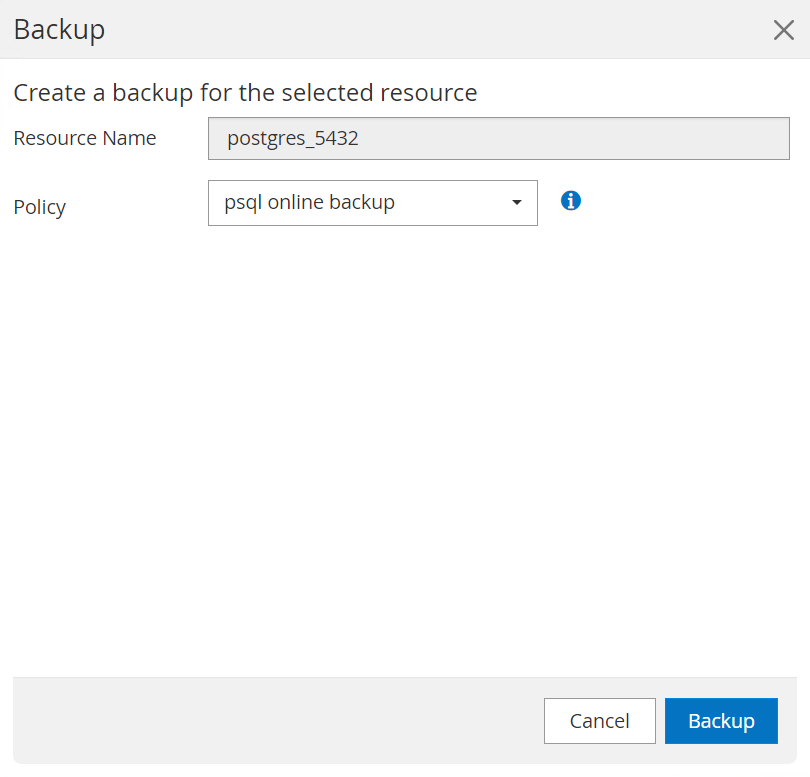 Backup
Create a backup for the selected resource
Resource Name
postgres_5432
Policy
psql online backup
Cancel
Backup